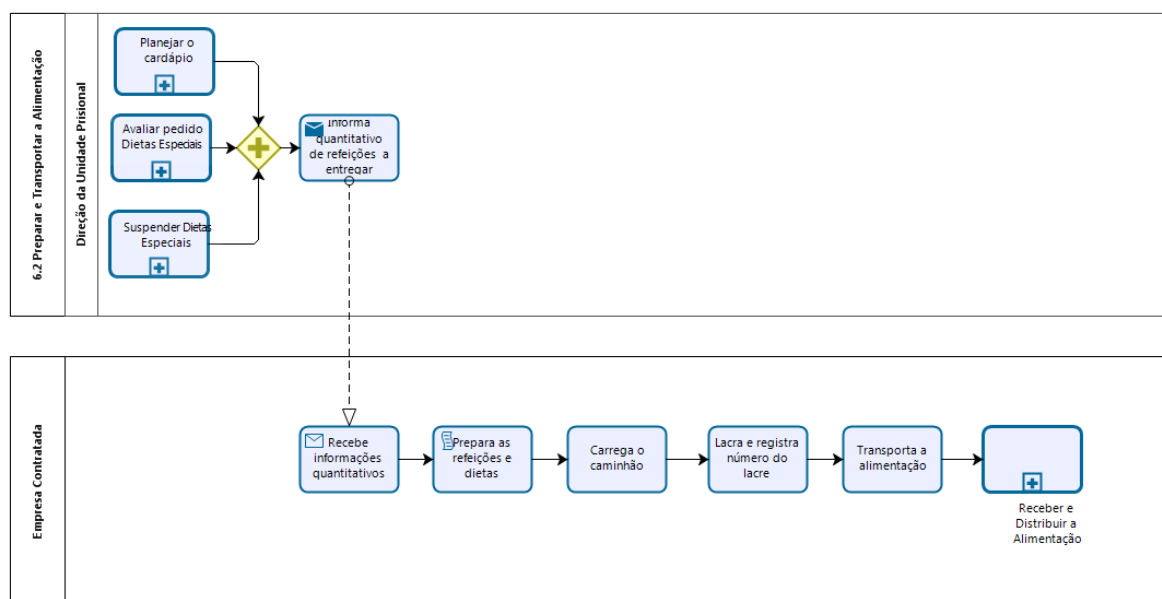 6.2 Preparar e Transportar a Alimentação
Direção da Unidade Prisional
Planejar o
cardápio
Avaliar pedido
Dietas Especiais
Suspender Dietas
Especiais
Informa
quantitativo
de refeições a
entregar
Empresa Contratada
Recebe
informações
quantitativos
Prepara as
refeições e
dietas
Carrega o
caminhão
Lacra e registra
número do
lacre
Transporta a
alimentação
Receber e
Distribuir a
Alimentação